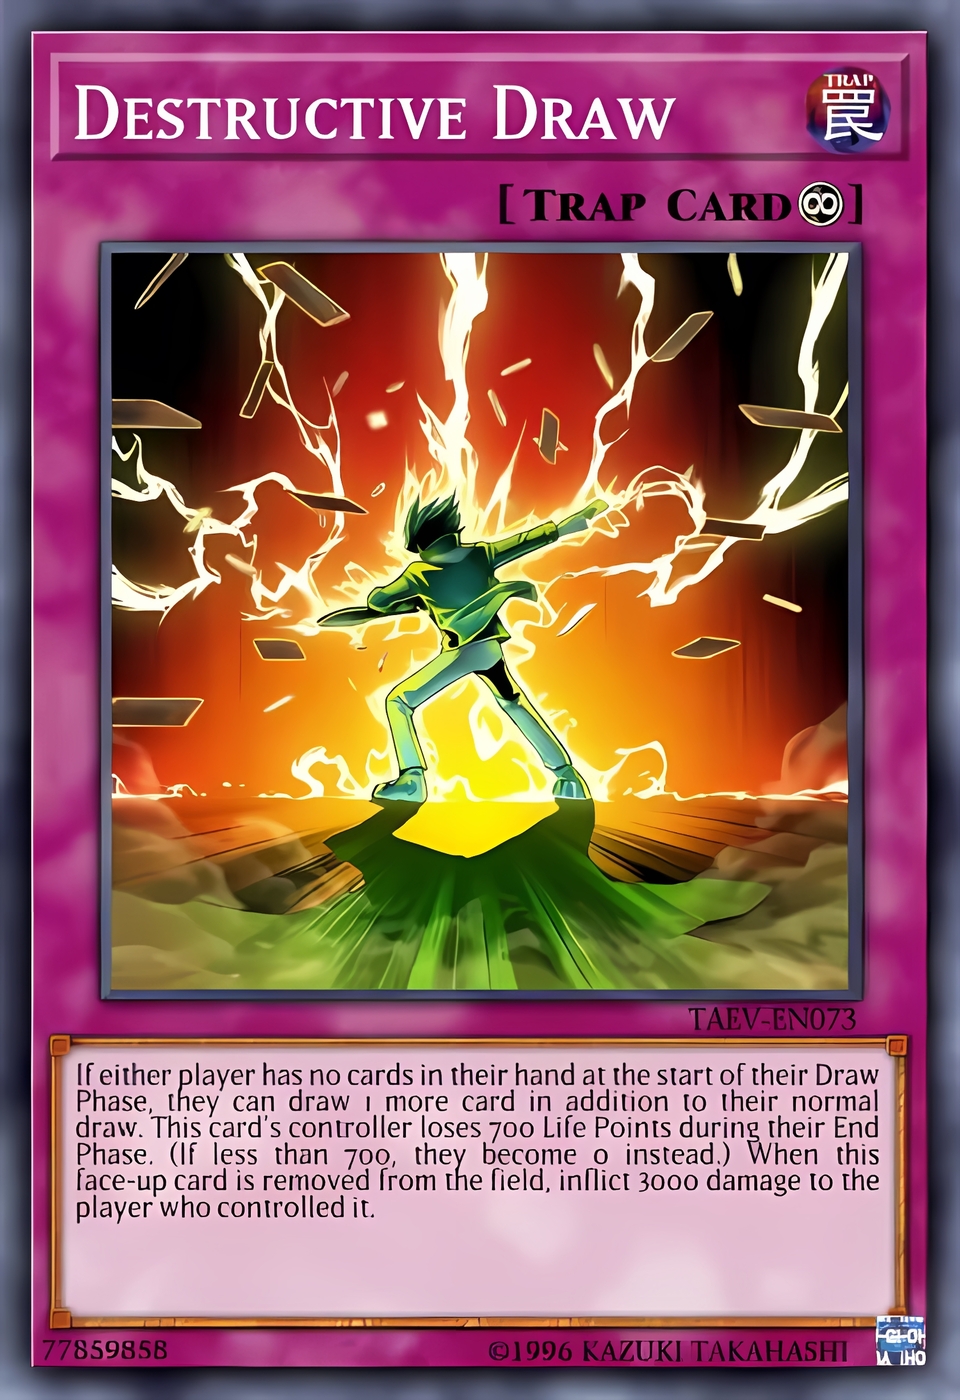 Destructive Draw
TRAP
罠
[Trap Card]
TAEV-EN073
If either player has no cards in their hand at the start of their Draw
Phase, they can draw 1 more card in addition to their normal
draw. This card's controller loses 700 Life Points during their End
Phase. (If less than 700, they become 0 instead.) When this
face-up card is removed from the field, inflict 3000 damage to the
player who controlled it.
77859858
©1996 KAZUKI TAKAHASHI